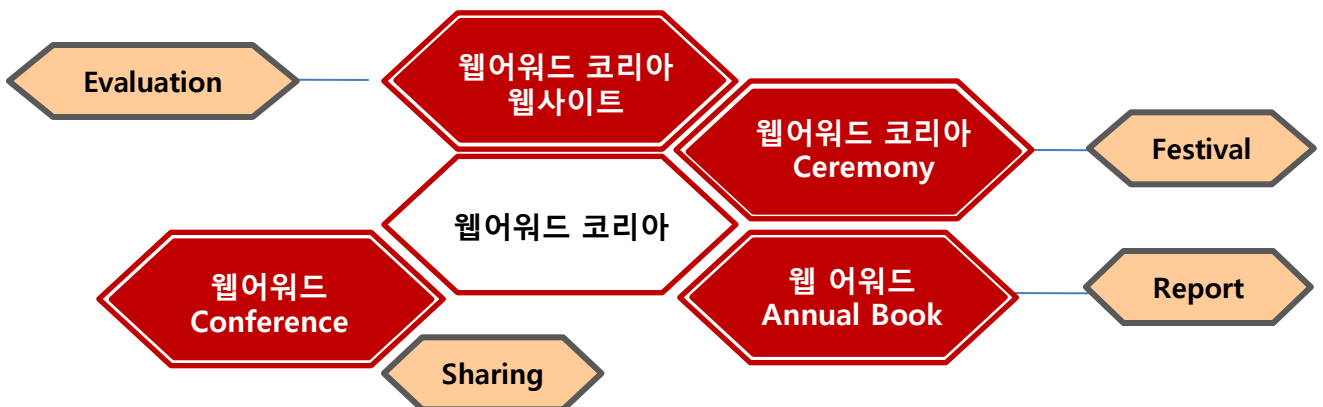 Evaluation
웹어워드 코리아
웹사이트
웹어워드 코리아
Ceremony
Festival
웹어워드 코리아
웹어워드
Conference
웹 어워드
Annual Book
Report
Sharing